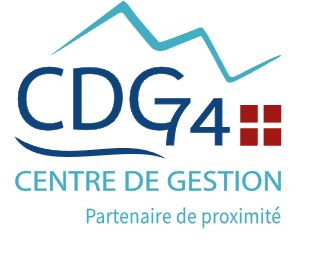 CDG74
CENTRE DE GESTION
Partenaire de proximité